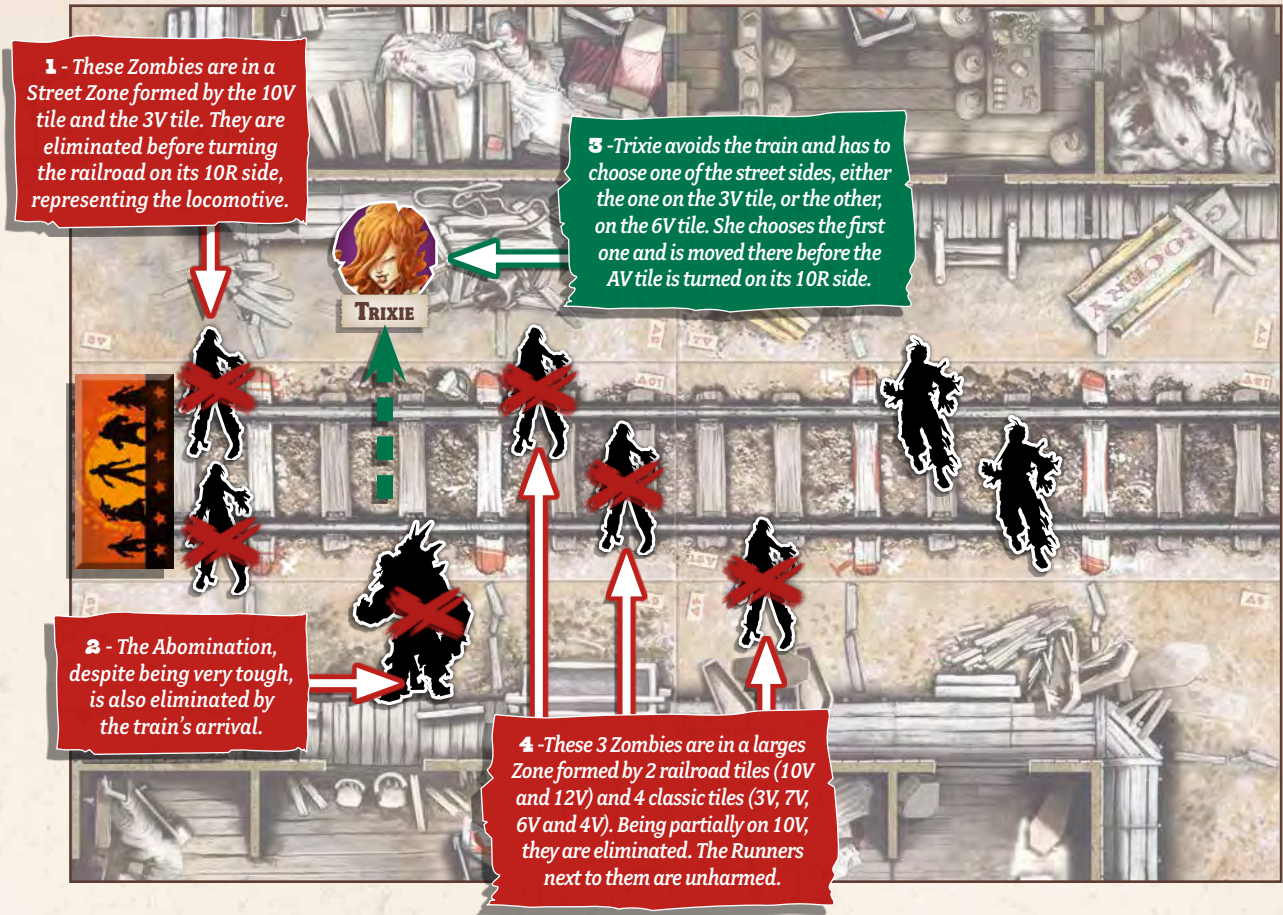 1 - These Zombies are in a
Street Zone formed by the 10V
tile and the 3V tile. They are
eliminated before turning
the railroad on its 10R side,
representing the locomotive.
3 -Trixie avoids the train and has to
choose one of the street sides, either
the one on the 3V tile, or the other,
on the 6V tile. She chooses the first
one and is moved there before the
AV tile is turned on its 10R side.
TRIXIE
GROCERY
2 - The Abomination,
despite being very tough,
is also eliminated by
the train's arrival.
4 -These 3 Zombies are in a larges
Zone formed by 2 railroad tiles (10V
and 12V) and 4 classic tiles (3V, 7V,
6V and 4V). Being partially on 10V,
they are eliminated. The Runners
next to them are unharmed.